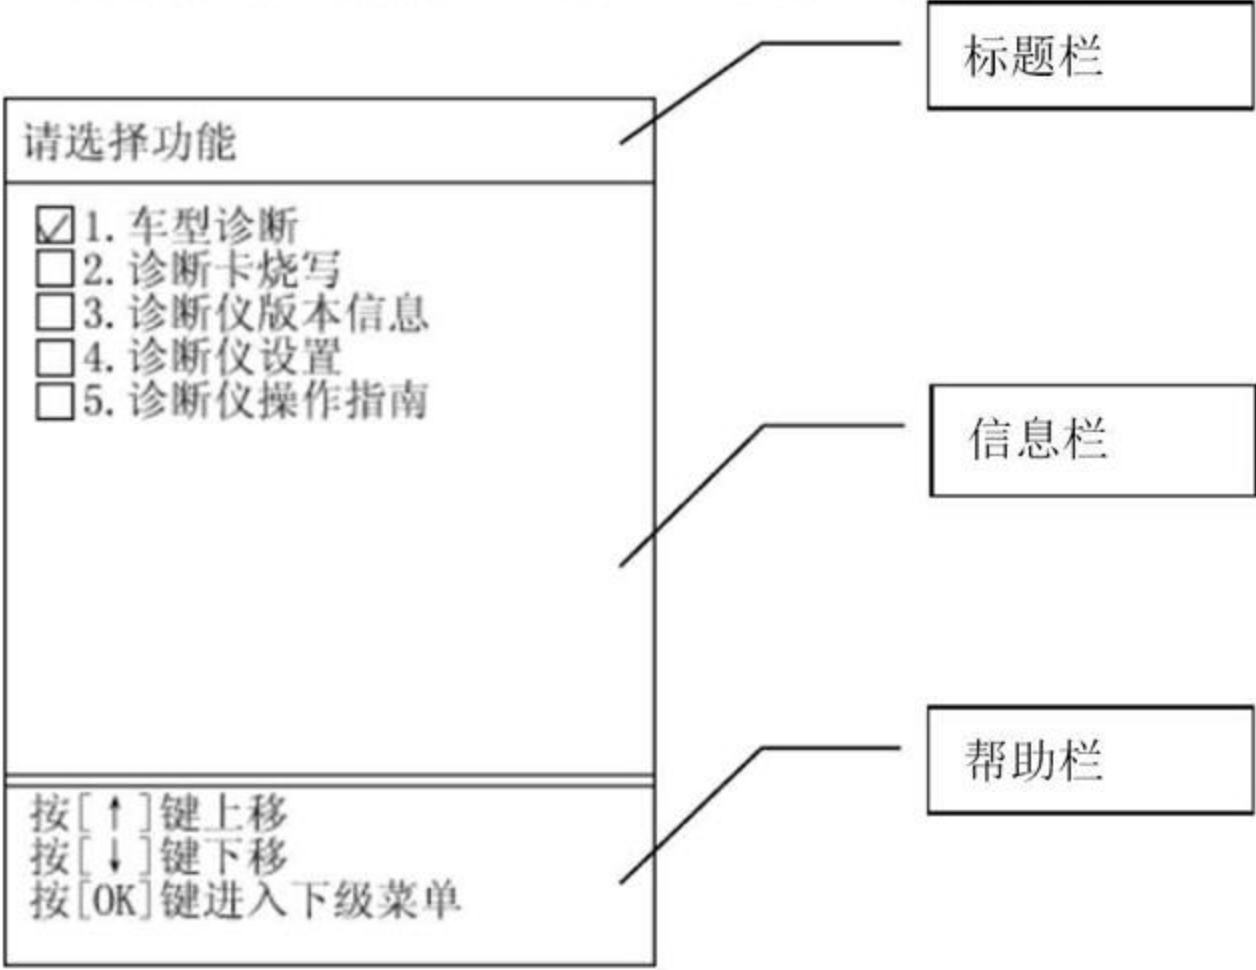 标题栏
请选择功能
1.车型诊断
2.诊断卡烧写
3.诊断仪版本信息
4.诊断仪设置
5.诊断仪操作指南
信息栏
帮助栏
按[↑]键上移
按[↓]键下移
按[OK]键进入下级菜单